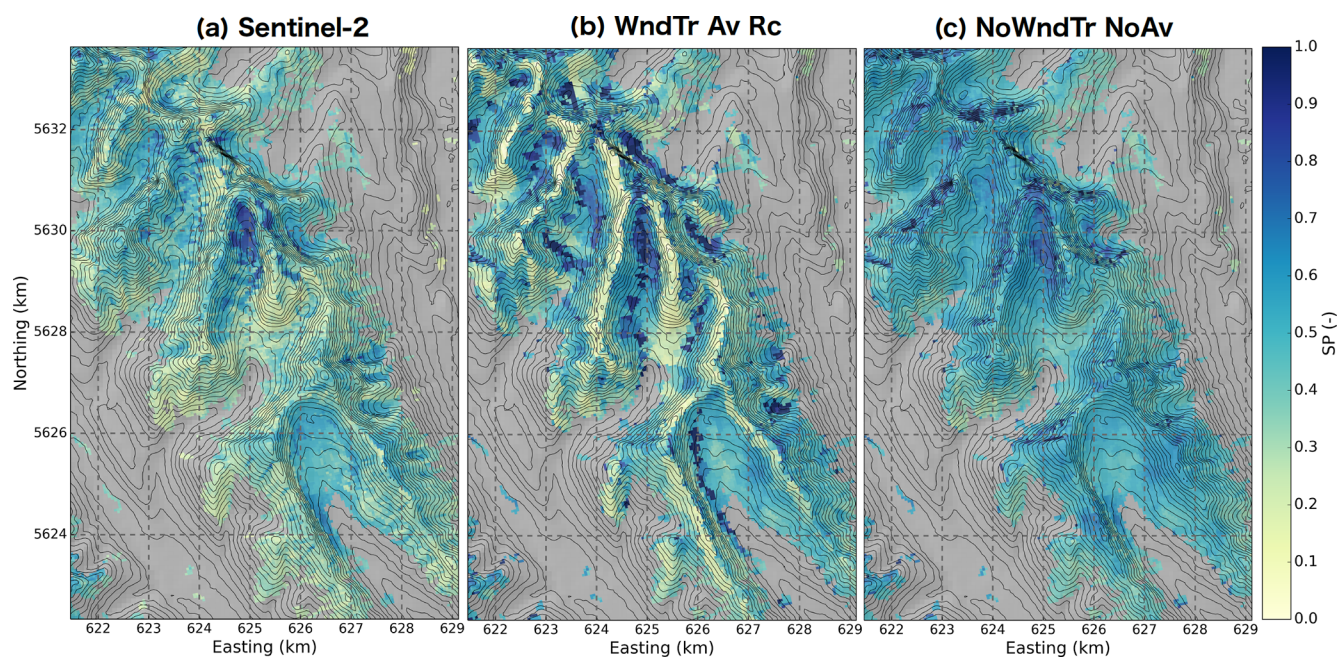 (a) Sentinel-2
(b) WndTr Av Rc
(c) NoWndTr NoAv
1.0
0.9
0.8
0.7
0.6
0.5
0.4
0.3
0.2
0.1
0.0
SP (-)
Northing (km)
5632
5630
5628
5626
5624
622 623 624 625 626 627 628 629
622 623 624 625 626 627 628 629
622 623 624 625 626 627 628 629
Easting (km)
Easting (km)
Easting (km)